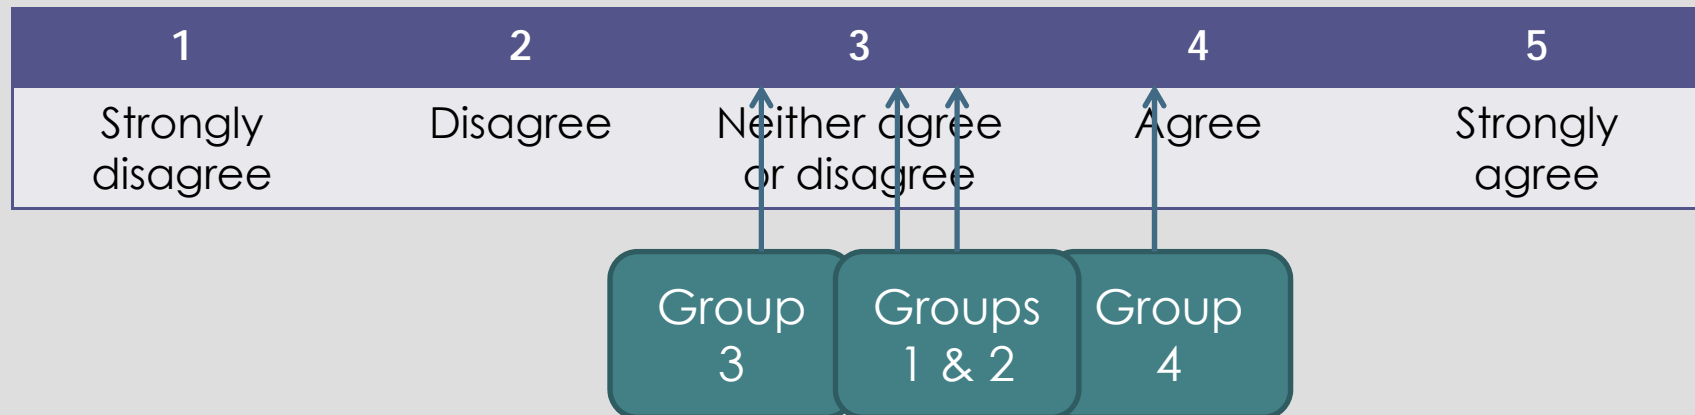 1 2 3 4 5
Strongly disagree
Disagree
Neither agree or disagree
Agree
Strongly agree
Group 3
Groups 1 & 2
Group 4